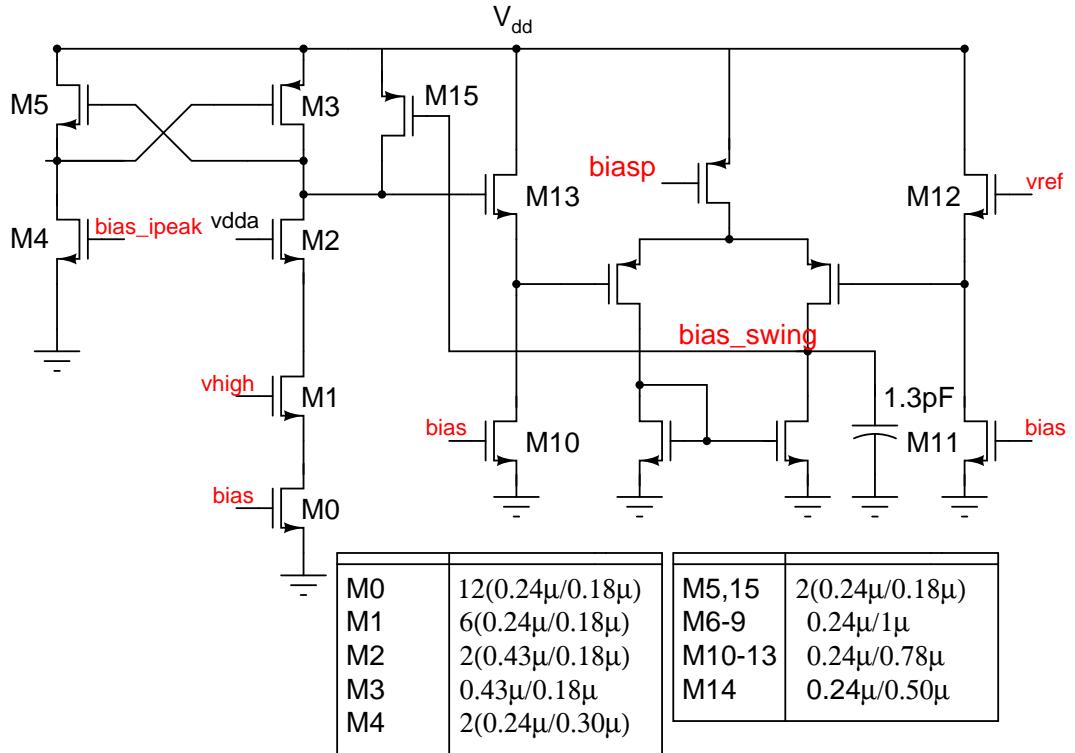 Vdd
M5
M3
M15
biasp
M13
M12
vref
M4
bias_ipeak
vdda
M2
bias_swing
vhigh
M1
1.3pF
bias
M10
M11
bias
bias
M0
M0 12(0.24μ/0.18μ)
M1 6(0.24μ/0.18μ)
M2 2(0.43μ/0.18μ)
M3 0.43μ/0.18μ
M4 2(0.24μ/0.30μ)
M5,15 2(0.24μ/0.18μ)
M6-9 0.24μ/1μ
M10-13 0.24μ/0.78μ
M14 0.24μ/0.50μ